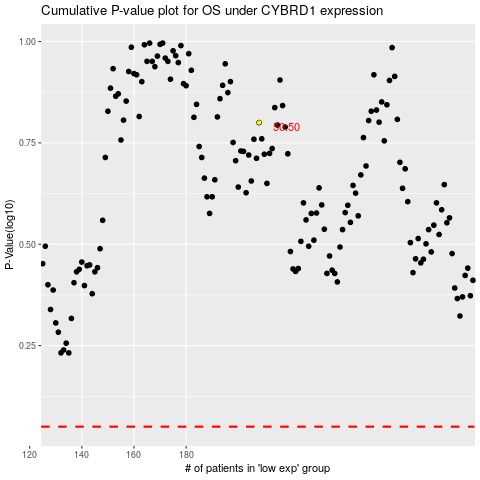 Cumulative P-value plot for OS under CYBRD1 expression
P-Value(log10)
1.00
0.75
0.50
0.25
50:50
120 140 160 180
# of patients in 'low exp' group